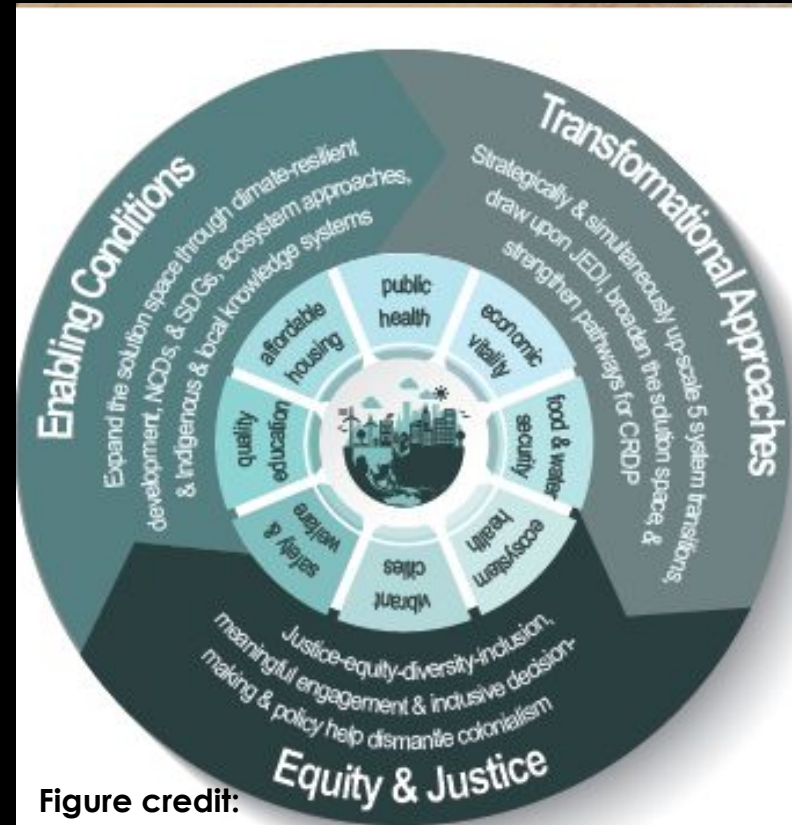 Enabling Conditions
Expand the solution space through climate-resilient
development, NCDs, & SDGs, ecosystem approaches,
& Indigenous & local knowledge systems
Transformational Approaches
Strategically & simultaneously up-scale 5 system transitions,
draw upon JEDI, broaden the solution space, &
strengthen pathways for CRDP
public
health
economic
vitality
food & water
security
ecosystem
health
vibrant
cities
safety &
welfare
quality
education
affordable
housing
Justice-equity-diversity-inclusion,
meaningful engagement & inclusive decision-
making & policy help dismantle colonialism
Equity & Justice
Figure credit: